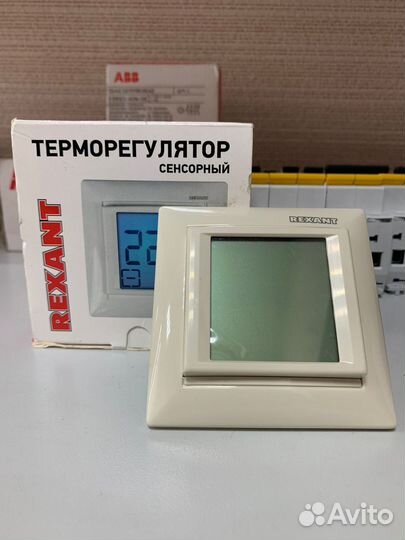 ABB
ТЕРМОРЕГУЛЯТОР
СЕНСОРНЫЙ
REXANT
22
REXANT
Avito